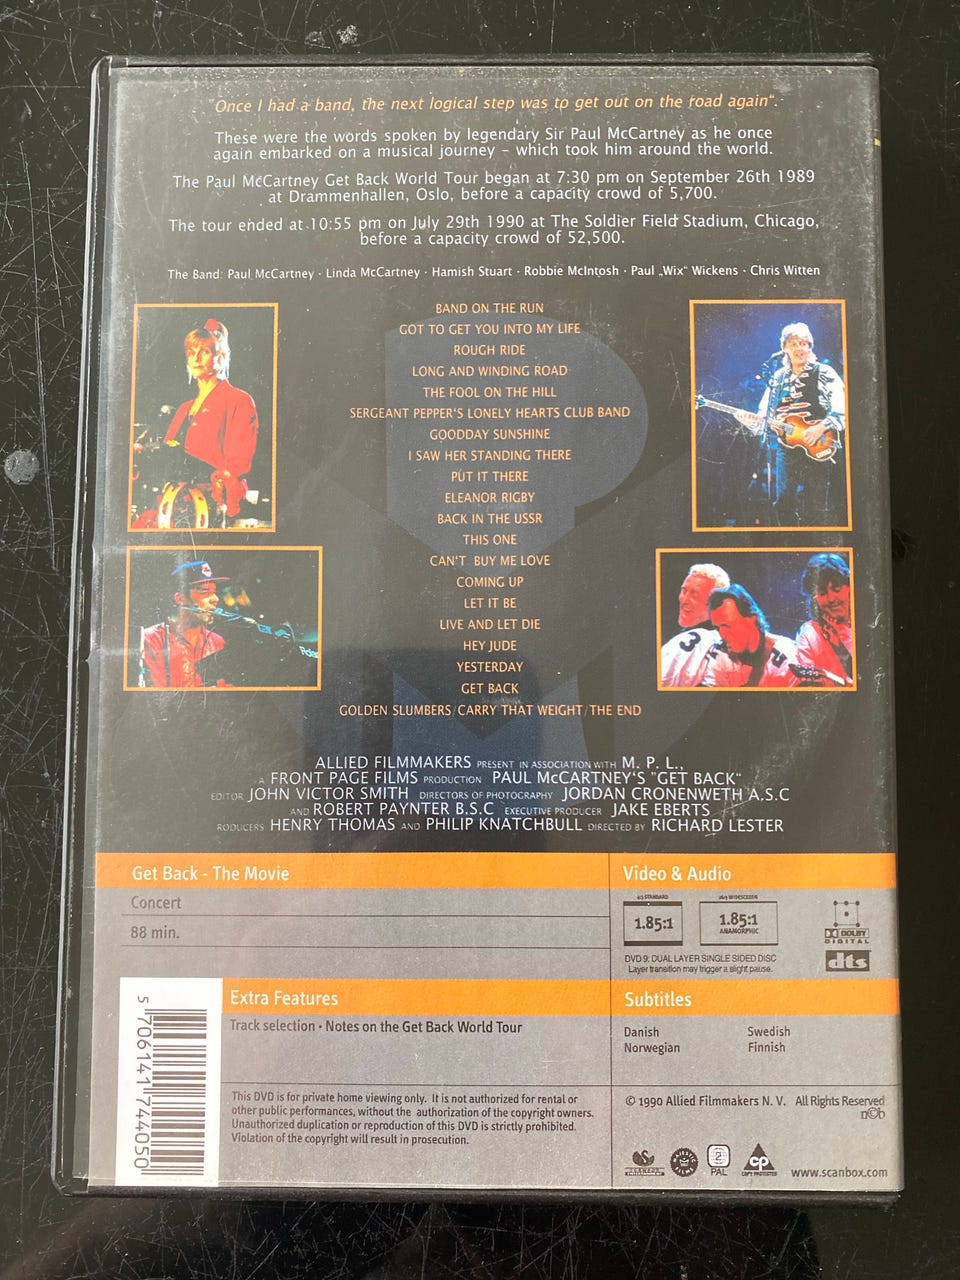 "Once I had a band, the next logical step was to get out on the road again".
These were the words spoken by legendary Sir Paul McCartney as he once
again embarked on a musical journey – which took him around the world.
The Paul McCartney Get Back World Tour began at 7:30 pm on September 26th 1989
at Drammenhallen, Oslo, before a capacity crowd of 5,700.
The tour ended at 10:55 pm on July 29th 1990 at The Soldier Field Stadium, Chicago,
before a capacity crowd of 52,500.
The Band: Paul McCartney · Linda McCartney · Hamish Stuart · Robbie McIntosh · Paul „Wix" Wickens · Chris Witten
BAND ON THE RUN
GOT TO GET YOU INTO MY LIFE
ROUGH RIDE
LONG AND WINDING ROAD
THE FOOL ON THE HILL
SERGEANT PEPPER'S LONELY HEARTS CLUB BAND
GOODDAY SUNSHINE
I SAW HER STANDING THERE
PUT IT THERE
ELEANOR RIGBY
BACK IN THE USSR
THIS ONE
CAN'T BUY ME LOVE
COMING UP
LET IT BE
LIVE AND LET DIE
HEY JUDE
YESTERDAY
GET BACK
GOLDEN SLUMBERS/CARRY THAT WEIGHT/THE END
ALLIED FILMMAKERS PRESENT IN ASSOCIATION WITH M. P. L.,
A FRONT PAGE FILMS PRODUCTION PAUL McCARTNEY'S "GET BACK"
EDITOR JOHN VICTOR SMITH DIRECTORS OF PHOTOGRAPHY JORDAN CRONENWETH A.S.C
AND ROBERT PAYNTER B.S.C EXECUTIVE PRODUCER JAKE EBERTS
RODUCERS HENRY THOMAS AND PHILIP KNATCHBULL DIRECTED BY RICHARD LESTER
Get Back - The Movie
Concert
88 min.
Video & Audio
4:3 STANDARD
1.85:1
16:9 WIDESCREEN
1.85:1
ANAMORPHIC
DOLBY
DIGITAL
dts
DVD 9: DUAL LAYER SINGLE SIDED DISC
Layer transition may trigger a slight pause.
Extra Features
Track selection · Notes on the Get Back World Tour
Subtitles
Danish Swedish
Norwegian Finnish
5 706141 744050
This DVD is for private home viewing only. It is not authorized for rental or
other public performances, without the authorization of the copyright owners.
Unauthorized duplication or reproduction of this DVD is strictly prohibited.
Violation of the copyright will result in prosecution.
© 1990 Allied Filmmakers N. V. All Rights Reserved
n©b
2
PAL
cp
COPY PROTECTED
www.scanbox.com